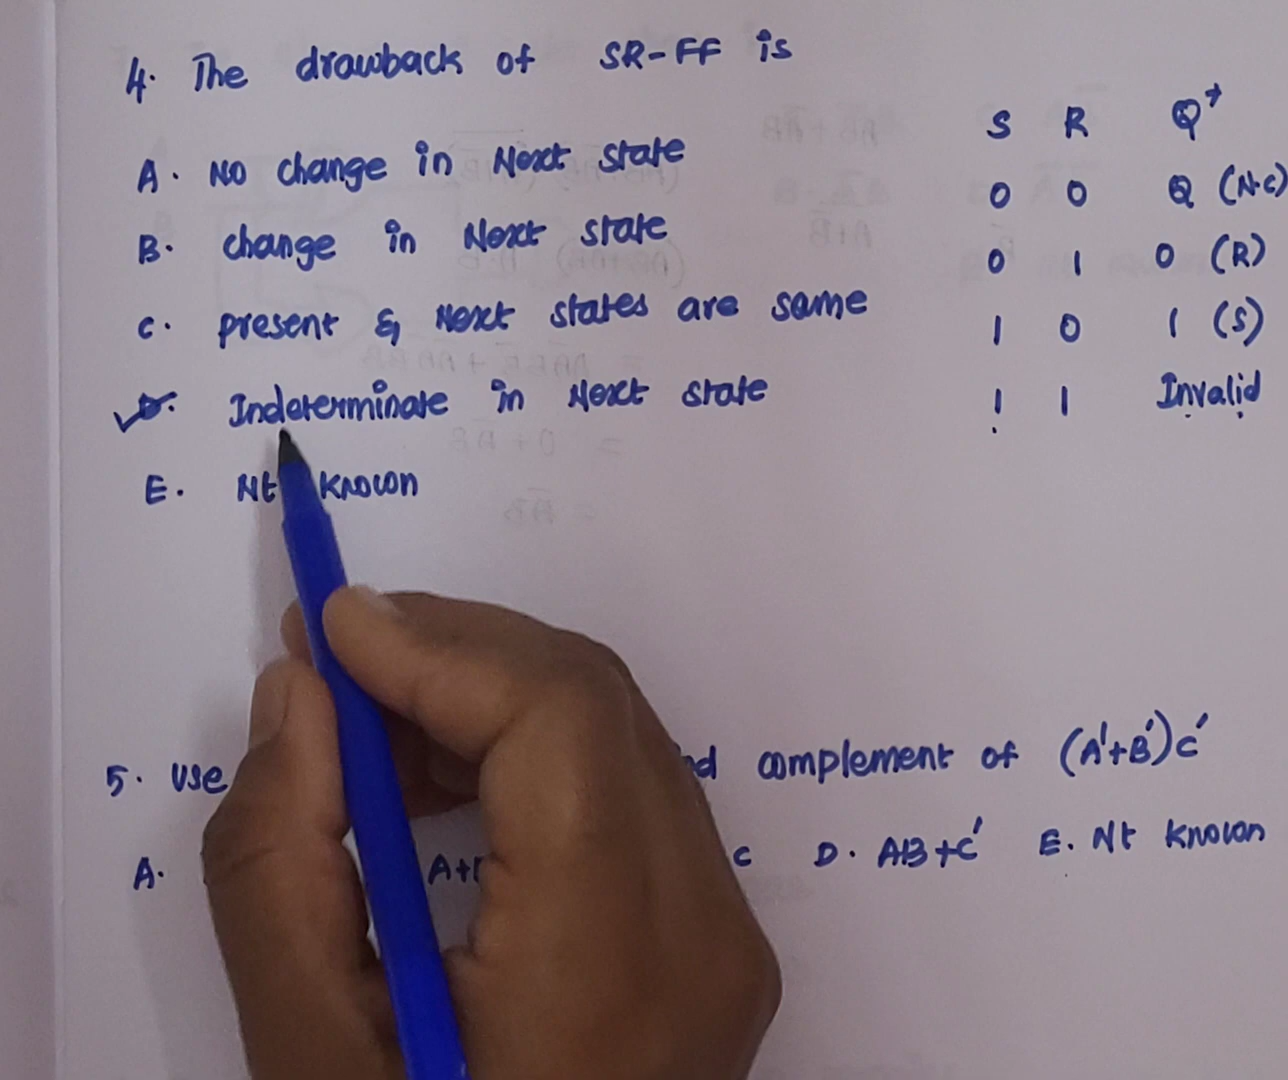 4. The drawback of SR-FF is
A. No change in Next state
B. change in Next state
C. present & Next states are same
D. Indeterminate in Next state
E. Nt known
S R Q+
0 0 Q (N.C)
0 1 0 (R)
1 0 1 (S)
1 1 Invalid
5. Use complement of (A'+B')C'
A. A+ C D. AB+C' E. Nt known